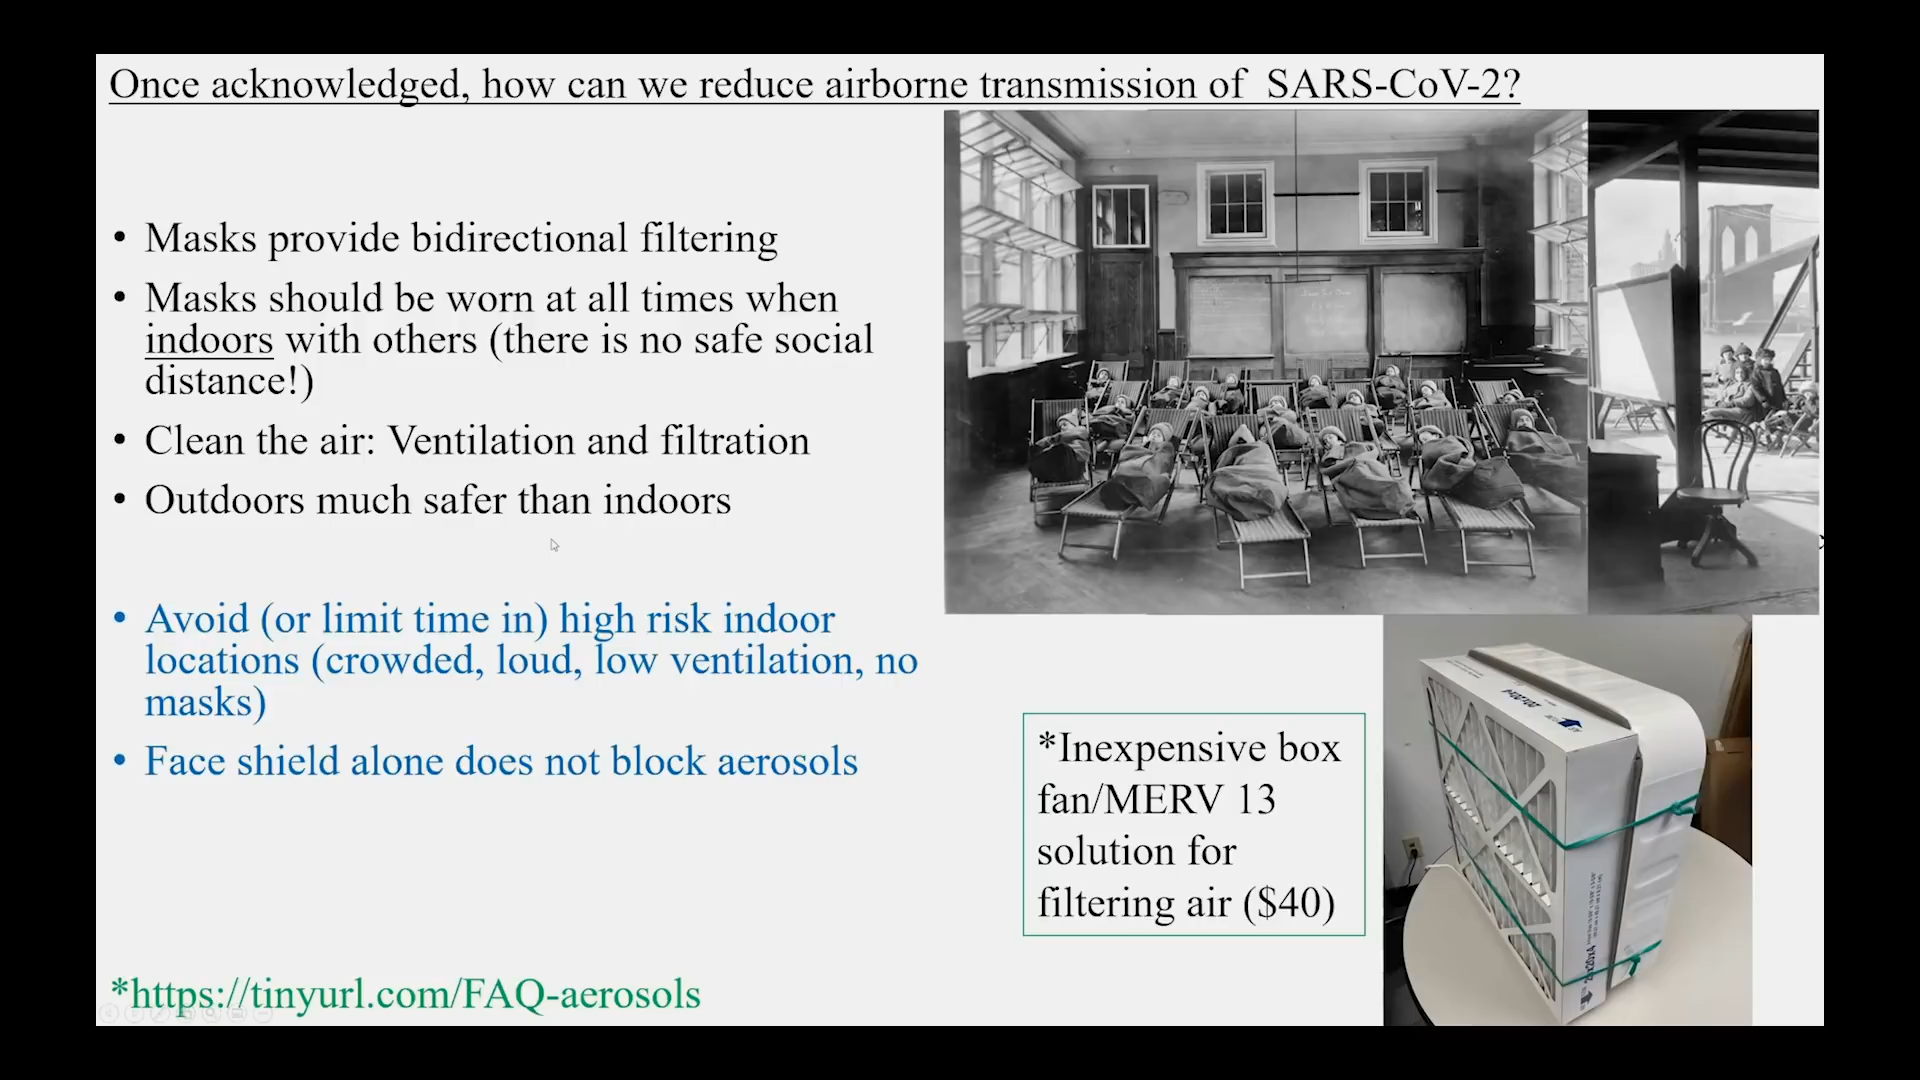 Once acknowledged, how can we reduce airborne transmission of SARS-CoV-2?
• Masks provide bidirectional filtering
• Masks should be worn at all times when
indoors with others (there is no safe social
distance!)
• Clean the air: Ventilation and filtration
• Outdoors much safer than indoors
• Avoid (or limit time in) high risk indoor
locations (crowded, loud, low ventilation, no
masks)
• Face shield alone does not block aerosols
*Inexpensive box
fan/MERV 13
solution for
filtering air ($40)
*https://tinyurl.com/FAQ-aerosols